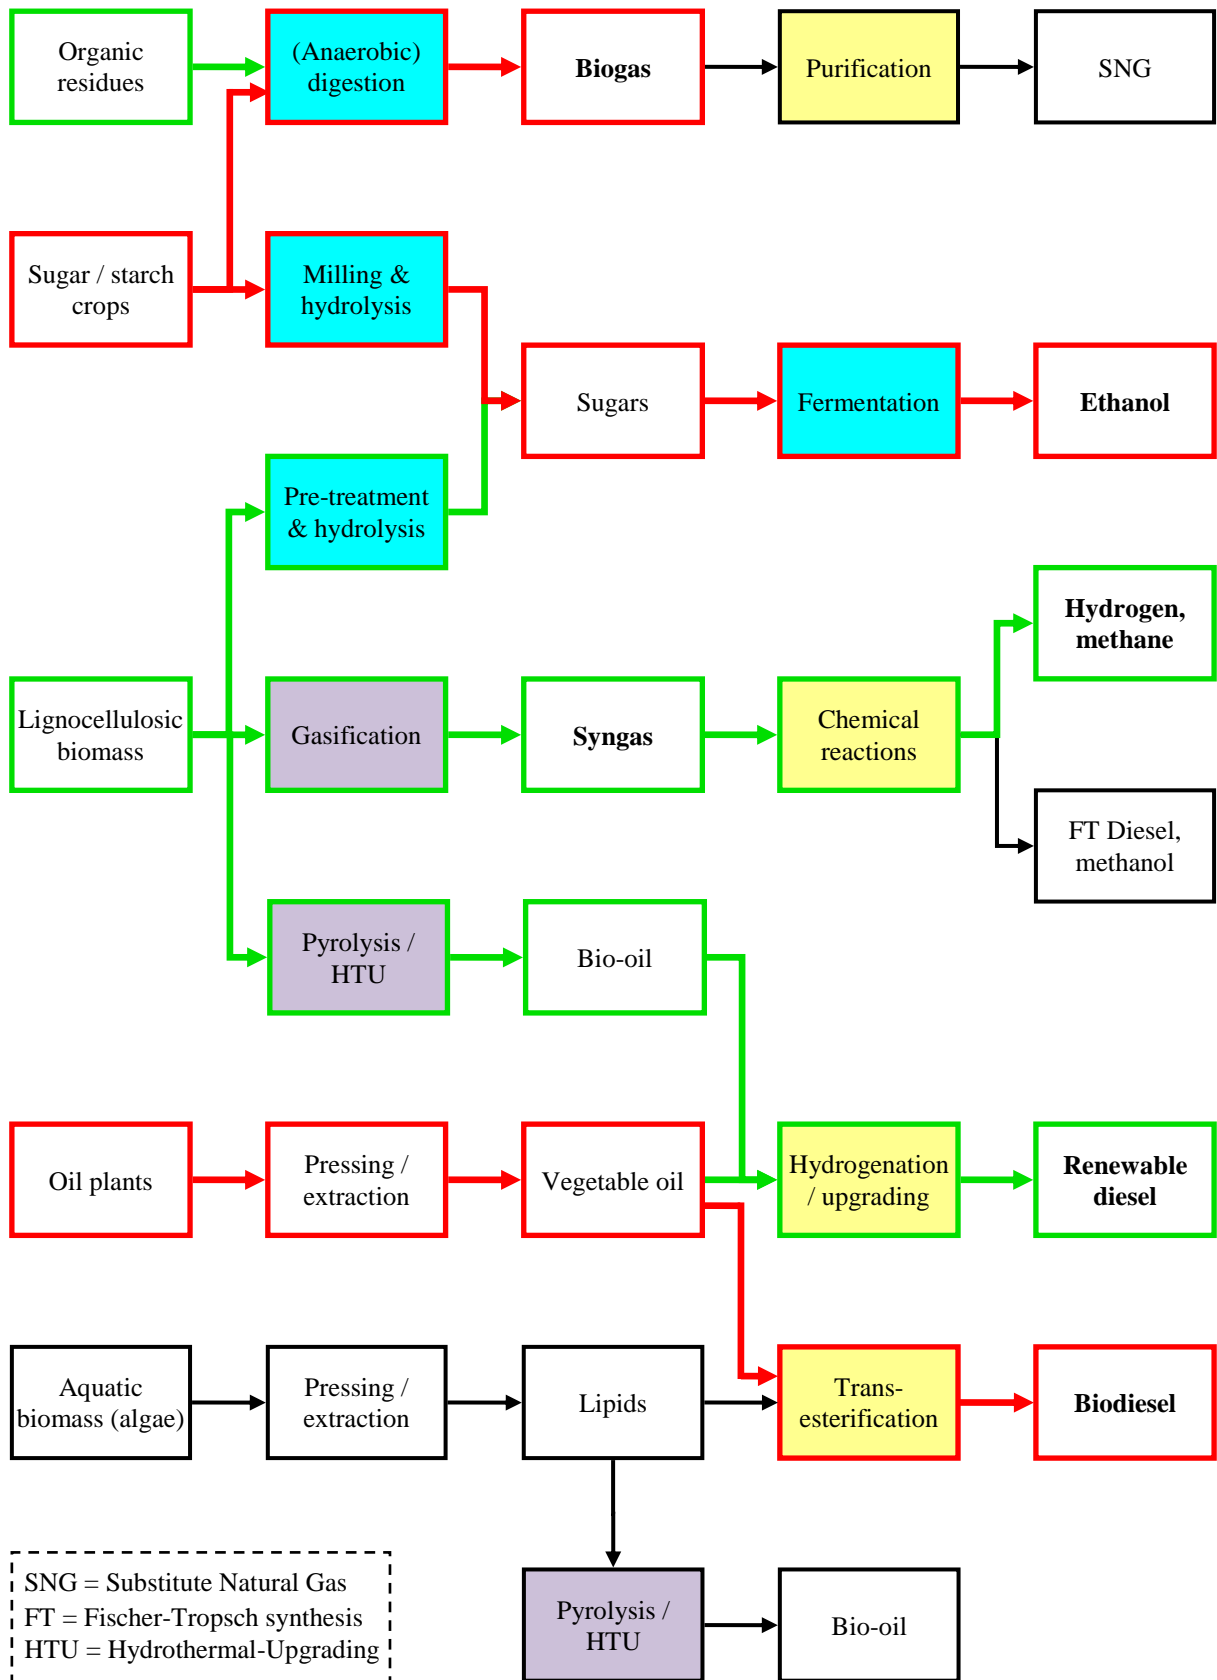 Organic
residues
(Anaerobic)
digestion
Biogas
Purification
SNG
Sugar / starch
crops
Milling &
hydrolysis
Sugars
Fermentation
Ethanol
Pre-treatment
& hydrolysis
Hydrogen,
methane
Lignocellulosic
biomass
Gasification
Syngas
Chemical
reactions
FT Diesel,
methanol
Pyrolysis /
HTU
Bio-oil
Oil plants
Pressing /
extraction
Vegetable oil
Hydrogenation
/ upgrading
Renewable
diesel
Aquatic
biomass (algae)
Pressing /
extraction
Lipids
Trans-
esterification
Biodiesel
SNG = Substitute Natural Gas
FT = Fischer-Tropsch synthesis
HTU = Hydrothermal-Upgrading
Pyrolysis /
HTU
Bio-oil